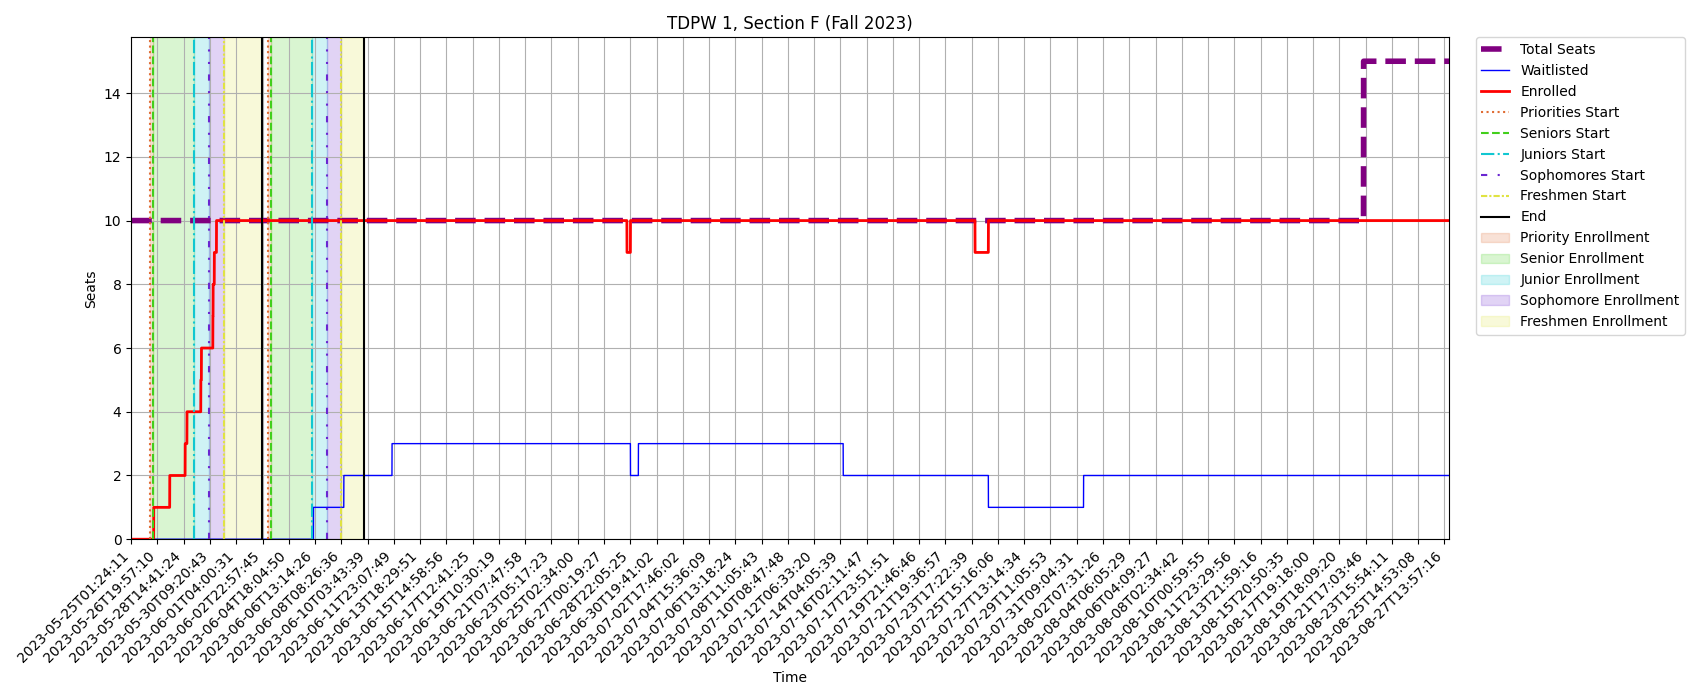 TDPW 1, Section F (Fall 2023)
Seats
14
12
10
8
6
4
2
0
2023-05-25T01:24:11
2023-05-26T19:57:10
2023-05-28T14:41:24
2023-05-30T09:20:43
2023-06-01T04:00:31
2023-06-02T22:57:45
2023-06-04T18:04:50
2023-06-06T13:14:26
2023-06-08T08:26:36
2023-06-10T03:43:39
2023-06-11T23:07:49
2023-06-13T18:29:51
2023-06-15T14:58:56
2023-06-17T12:41:25
2023-06-19T10:30:19
2023-06-21T07:47:58
2023-06-23T05:17:23
2023-06-25T02:34:00
2023-06-27T00:19:27
2023-06-28T22:05:25
2023-06-30T19:41:02
2023-07-02T17:46:02
2023-07-04T15:36:09
2023-07-06T13:18:24
2023-07-08T11:05:43
2023-07-10T08:47:48
2023-07-12T06:33:20
2023-07-14T04:05:39
2023-07-16T02:11:47
2023-07-17T23:51:51
2023-07-19T21:46:46
2023-07-21T19:36:57
2023-07-23T17:22:39
2023-07-25T15:16:06
2023-07-27T13:14:34
2023-07-29T11:05:53
2023-07-31T09:04:31
2023-08-02T07:31:26
2023-08-04T06:05:29
2023-08-06T04:09:27
2023-08-08T02:34:42
2023-08-10T00:59:55
2023-08-11T23:29:56
2023-08-13T21:59:16
2023-08-15T20:50:35
2023-08-17T19:18:00
2023-08-19T18:09:20
2023-08-21T17:03:46
2023-08-23T15:54:11
2023-08-25T14:53:08
2023-08-27T13:57:16
Time
Total Seats
Waitlisted
Enrolled
Priorities Start
Seniors Start
Juniors Start
Sophomores Start
Freshmen Start
End
Priority Enrollment
Senior Enrollment
Junior Enrollment
Sophomore Enrollment
Freshmen Enrollment